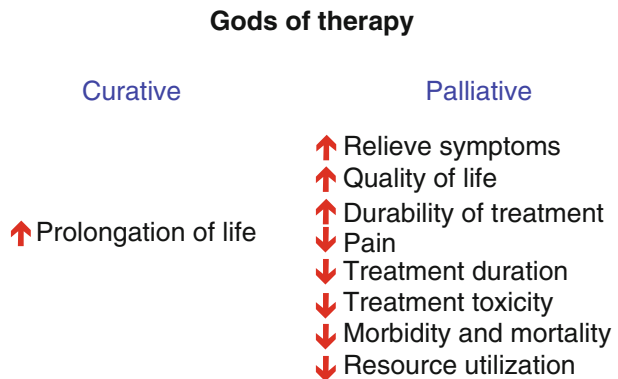 Gods of therapy
Curative
Palliative
Prolongation of life
Relieve symptoms
Quality of life
Durability of treatment
Pain
Treatment duration
Treatment toxicity
Morbidity and mortality
Resource utilization